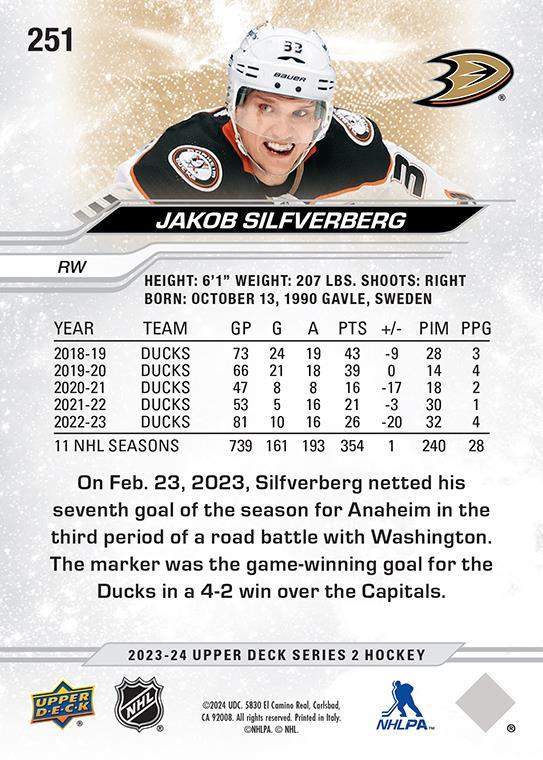 251
33
BAUER
3
®
JAKOB SILFVERBERG
RW
HEIGHT: 6'1" WEIGHT: 207 LBS. SHOOTS: RIGHT
BORN: OCTOBER 13, 1990 GAVLE, SWEDEN
YEAR TEAM GP G A PTS +/- PIM PPG
2018-19 DUCKS 73 24 19 43 -9 28 3
2019-20 DUCKS 66 21 18 39 0 14 4
2020-21 DUCKS 47 8 8 16 -17 18 2
2021-22 DUCKS 53 5 16 21 -3 30 1
2022-23 DUCKS 81 10 16 26 -20 32 4
11 NHL SEASONS 739 161 193 354 1 240 28
On Feb. 23, 2023, Silfverberg netted his
seventh goal of the season for Anaheim in the
third period of a road battle with Washington.
The marker was the game-winning goal for the
Ducks in a 4-2 win over the Capitals.
2023-24 UPPER DECK SERIES 2 HOCKEY
UPPER DECK
NHL ®
©2024 UDC. 5830 El Camino Real, Carlsbad,
CA 92008. All rights reserved. Printed in Italy.
©NHLPA. © NHL.
NHLPA™
®